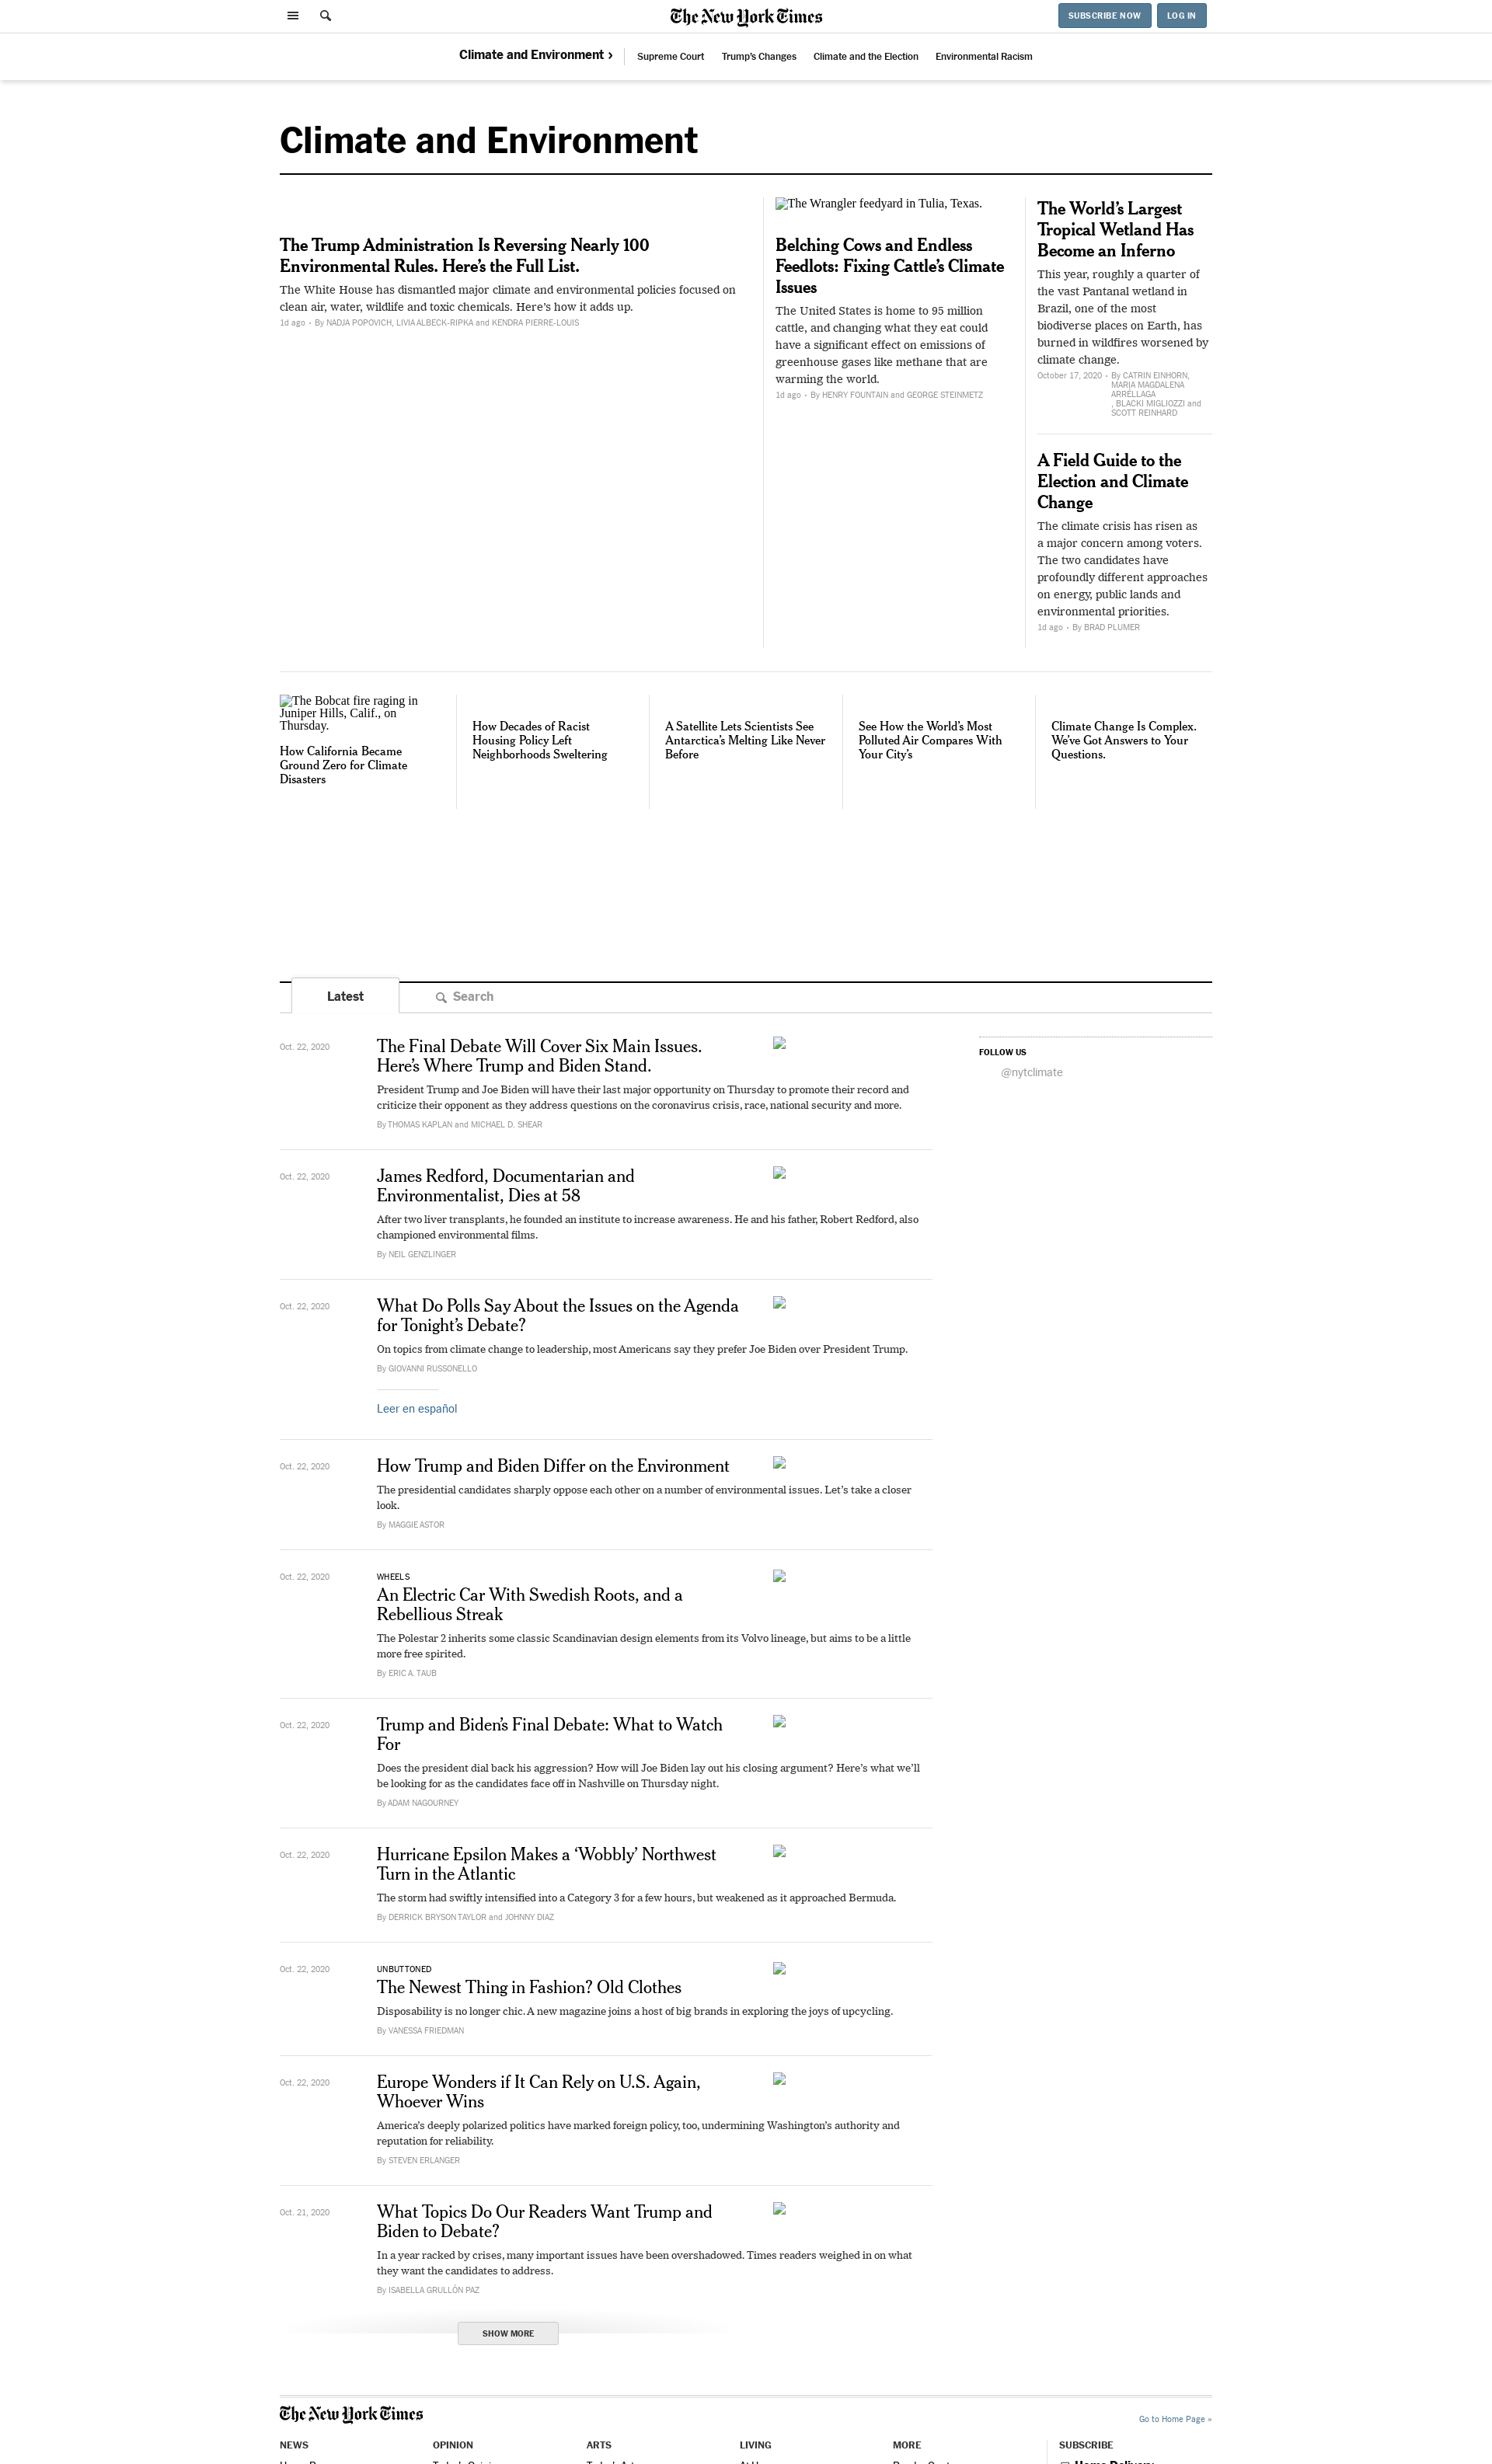 The New York Times
SUBSCRIBE NOW
LOG IN
Climate and Environment ›
Supreme Court
Trump's Changes
Climate and the Election
Environmental Racism
Climate and Environment
The Trump Administration Is Reversing Nearly 100
Environmental Rules. Here's the Full List.
The White House has dismantled major climate and environmental policies focused on
clean air, water, wildlife and toxic chemicals. Here's how it adds up.
1d ago • By NADJA POPOVICH, LIVIA ALBECK-RIPKA and KENDRA PIERRE-LOUIS
The Wrangler feedyard in Tulia, Texas.
Belching Cows and Endless
Feedlots: Fixing Cattle's Climate
Issues
The United States is home to 95 million
cattle, and changing what they eat could
have a significant effect on emissions of
greenhouse gases like methane that are
warming the world.
1d ago • By HENRY FOUNTAIN and GEORGE STEINMETZ
The World's Largest
Tropical Wetland Has
Become an Inferno
This year, roughly a quarter of
the vast Pantanal wetland in
Brazil, one of the most
biodiverse places on Earth, has
burned in wildfires worsened by
climate change.
October 17, 2020 • By CATRIN EINHORN,
MARIA MAGDALENA
ARRÉLLAGA
, BLACKI MIGLIOZZI and
SCOTT REINHARD
A Field Guide to the
Election and Climate
Change
The climate crisis has risen as
a major concern among voters.
The two candidates have
profoundly different approaches
on energy, public lands and
environmental priorities.
1d ago • By BRAD PLUMER
The Bobcat fire raging in
Juniper Hills, Calif., on
Thursday.
How California Became
Ground Zero for Climate
Disasters
How Decades of Racist
Housing Policy Left
Neighborhoods Sweltering
A Satellite Lets Scientists See
Antarctica's Melting Like Never
Before
See How the World's Most
Polluted Air Compares With
Your City's
Climate Change Is Complex.
We've Got Answers to Your
Questions.
Latest
Search
Oct. 22, 2020
The Final Debate Will Cover Six Main Issues.
Here's Where Trump and Biden Stand.
President Trump and Joe Biden will have their last major opportunity on Thursday to promote their record and
criticize their opponent as they address questions on the coronavirus crisis, race, national security and more.
By THOMAS KAPLAN and MICHAEL D. SHEAR
FOLLOW US
@nytclimate
Oct. 22, 2020
James Redford, Documentarian and
Environmentalist, Dies at 58
After two liver transplants, he founded an institute to increase awareness. He and his father, Robert Redford, also
championed environmental films.
By NEIL GENZLINGER
Oct. 22, 2020
What Do Polls Say About the Issues on the Agenda
for Tonight's Debate?
On topics from climate change to leadership, most Americans say they prefer Joe Biden over President Trump.
By GIOVANNI RUSSONELLO
Leer en español
Oct. 22, 2020
How Trump and Biden Differ on the Environment
The presidential candidates sharply oppose each other on a number of environmental issues. Let's take a closer
look.
By MAGGIE ASTOR
Oct. 22, 2020
WHEELS
An Electric Car With Swedish Roots, and a
Rebellious Streak
The Polestar 2 inherits some classic Scandinavian design elements from its Volvo lineage, but aims to be a little
more free spirited.
By ERIC A. TAUB
Oct. 22, 2020
Trump and Biden's Final Debate: What to Watch
For
Does the president dial back his aggression? How will Joe Biden lay out his closing argument? Here's what we'll
be looking for as the candidates face off in Nashville on Thursday night.
By ADAM NAGOURNEY
Oct. 22, 2020
Hurricane Epsilon Makes a 'Wobbly' Northwest
Turn in the Atlantic
The storm had swiftly intensified into a Category 3 for a few hours, but weakened as it approached Bermuda.
By DERRICK BRYSON TAYLOR and JOHNNY DIAZ
Oct. 22, 2020
UNBUTTONED
The Newest Thing in Fashion? Old Clothes
Disposability is no longer chic. A new magazine joins a host of big brands in exploring the joys of upcycling.
By VANESSA FRIEDMAN
Oct. 22, 2020
Europe Wonders if It Can Rely on U.S. Again,
Whoever Wins
America's deeply polarized politics have marked foreign policy, too, undermining Washington's authority and
reputation for reliability.
By STEVEN ERLANGER
Oct. 21, 2020
What Topics Do Our Readers Want Trump and
Biden to Debate?
In a year racked by crises, many important issues have been overshadowed. Times readers weighed in on what
they want the candidates to address.
By ISABELLA GRULLÓN PAZ
SHOW MORE
The New York Times
Go to Home Page »
NEWS
OPINION
ARTS
LIVING
MORE
SUBSCRIBE